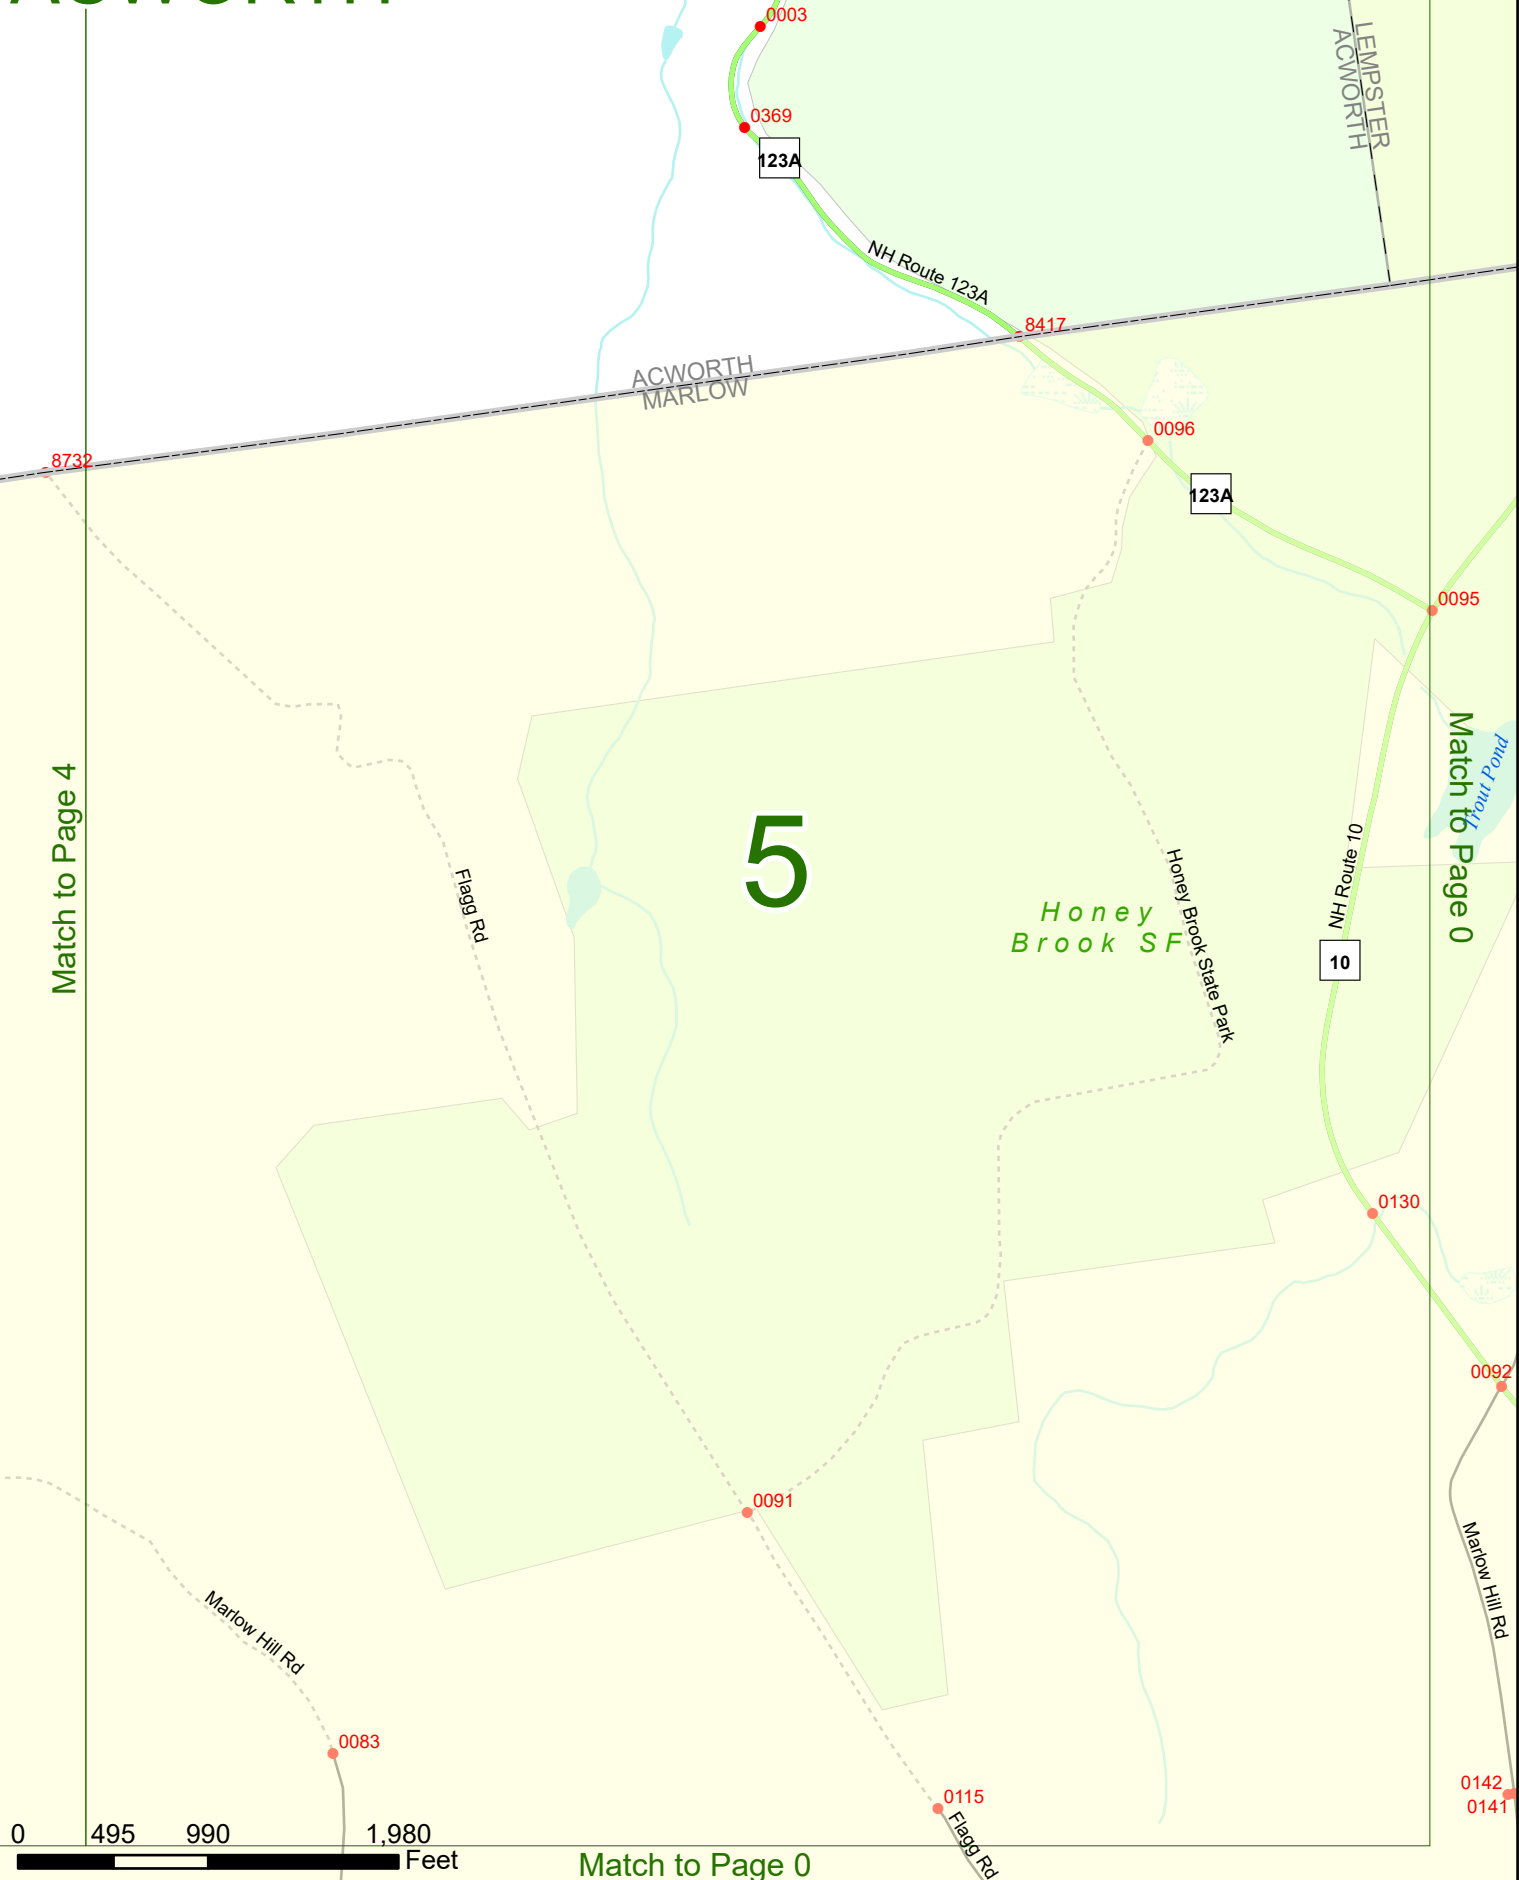 ACWORTH
0003
LEMPSTER
ACWORTH
0369
123A
NH Route 123A
8417
ACWORTH
MARLOW
0096
8732
123A
0095
Match to Page 4
Match to Page 0
Trout Pond
5
NH Route 10
Flagg Rd
Honey Brook State Park
Honey
Brook SF
10
0130
0092
0091
Marlow Hill Rd
Marlow Hill Rd
0083
0115
0142
0141
Flagg Rd
0 495 990 1,980
Feet
Match to Page 0